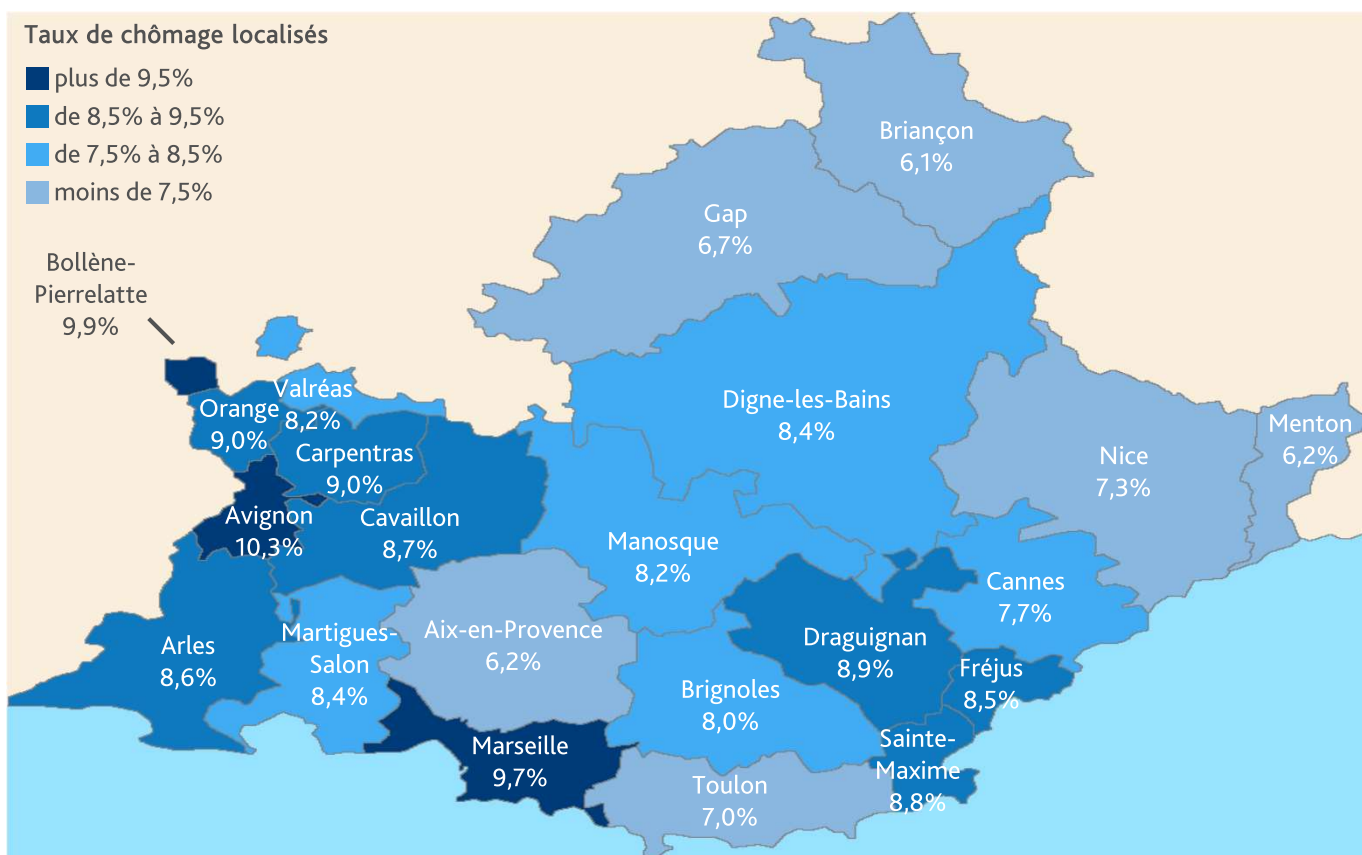 Taux de chômage localisés
plus de 9,5%
de 8,5% à 9,5%
de 7,5% à 8,5%
moins de 7,5%
Briançon
6,1%
Gap
6,7%
Bollène-
Pierrelatte
9,9%
Valréas
8,2%
Orange
9,0%
Carpentras
9,0%
Digne-les-Bains
8,4%
Menton
6,2%
Nice
7,3%
Avignon
10,3%
Cavaillon
8,7%
Manosque
8,2%
Cannes
7,7%
Arles
8,6%
Martigues-
Salon
8,4%
Aix-en-Provence
6,2%
Draguignan
8,9%
Fréjus
8,5%
Brignoles
8,0%
Sainte-
Maxime
8,8%
Marseille
9,7%
Toulon
7,0%